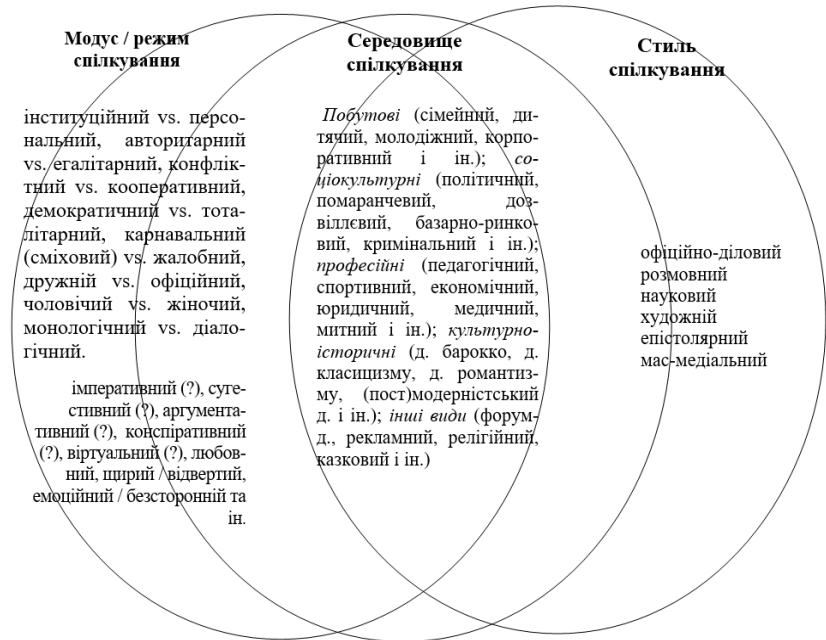 Модус / режим
спілкування
інституційний vs. персо-
нальний, авторитарний
vs. егалітарний, конфлік-
тний vs. кооперативний,
демократичний vs. тота-
літарний, карнавальний
(сміховий) vs. жалобний,
дружній vs. офіційний,
чоловічий vs. жіночий,
монологічний vs. діало-
гічний.
імперативний (?), суге-
стивний (?), аргумента-
тивний (?), конспіративний
(?), віртуальний (?), любов-
ний, щирий / відвертий,
емоційний / безсторонній та
ін.
Середовище
спілкування
Побутові (сімейний, ди-
тячий, молодіжний, корпо-
ративний і ін.); со-
ціокультурні (політичний,
помаранчевий, доз-
віллєвий, базарно-ринко-
вий, кримінальний і ін.);
професійні (педагогічний,
спортивний, економічний,
юридичний, медичний,
митний і ін.); культурно-
історичні (д. барокко, д.
класицизму, д. романтиз-
му, (пост)модерністський
д. і ін.); інші види (форум-
д., рекламний, релігійний,
казковий і ін.)
Стиль
спілкування
офіційно-діловий
розмовний
науковий
художній
епістолярний
мас-медіальний